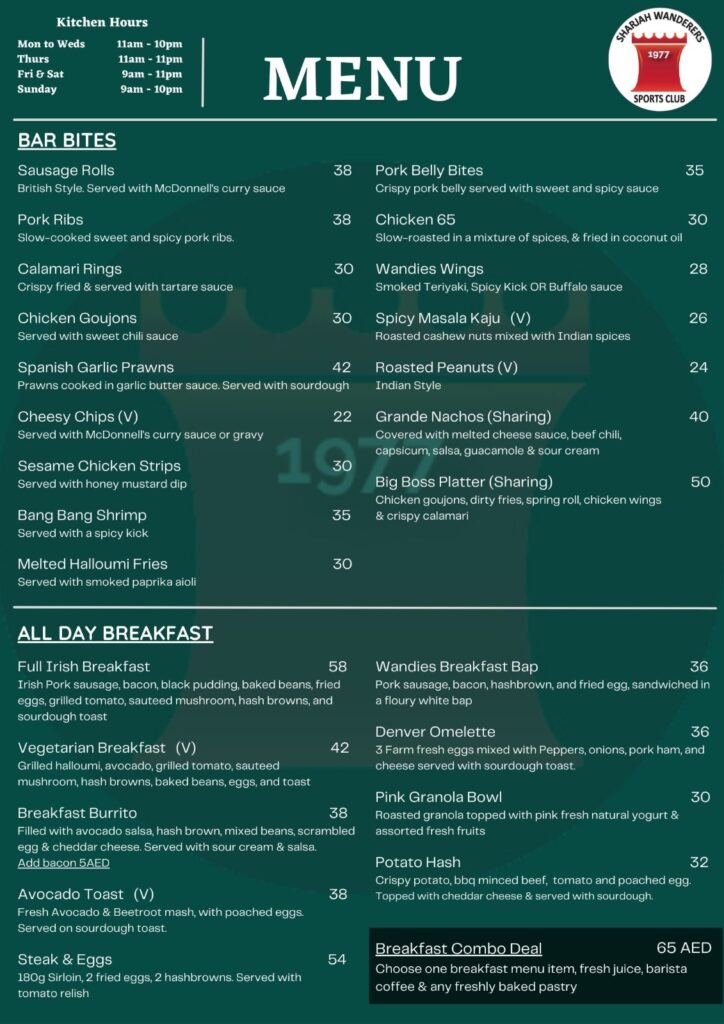 Kitchen Hours
Mon to Weds 11am - 10pm
Thurs 11am - 11pm
Fri & Sat 9am - 11pm
Sunday 9am - 10pm
MENU
SHARJAH WANDERERS
1977
SPORTS CLUB
BAR BITES
Sausage Rolls 38
British Style. Served with McDonnell's curry sauce
Pork Ribs 38
Slow-cooked sweet and spicy pork ribs.
Calamari Rings 30
Crispy fried & served with tartare sauce
Chicken Goujons 30
Served with sweet chili sauce
Spanish Garlic Prawns 42
Prawns cooked in garlic butter sauce. Served with sourdough
Cheesy Chips (V) 22
Served with McDonnell's curry sauce or gravy
Sesame Chicken Strips 30
Served with honey mustard dip
Bang Bang Shrimp 35
Served with a spicy kick
Melted Halloumi Fries 30
Served with smoked paprika aioli
Pork Belly Bites 35
Crispy pork belly served with sweet and spicy sauce
Chicken 65 30
Slow-roasted in a mixture of spices, & fried in coconut oil
Wandies Wings 28
Smoked Teriyaki, Spicy Kick OR Buffalo sauce
Spicy Masala Kaju (V) 26
Roasted cashew nuts mixed with Indian spices
Roasted Peanuts (V) 24
Indian Style
Grande Nachos (Sharing) 40
Covered with melted cheese sauce, beef chili,
capsicum, salsa, guacamole & sour cream
Big Boss Platter (Sharing) 50
Chicken goujons, dirty fries, spring roll, chicken wings
& crispy calamari
1977
ALL DAY BREAKFAST
Full Irish Breakfast 58
Irish Pork sausage, bacon, black pudding, baked beans, fried
eggs, grilled tomato, sauteed mushroom, hash browns, and
sourdough toast
Vegetarian Breakfast (V) 42
Grilled halloumi, avocado, grilled tomato, sauteed
mushroom, hash browns, baked beans, eggs, and toast
Breakfast Burrito 38
Filled with avocado salsa, hash brown, mixed beans, scrambled
egg & cheddar cheese. Served with sour cream & salsa.
Add bacon 5AED
Avocado Toast (V) 38
Fresh Avocado & Beetroot mash, with poached eggs.
Served on sourdough toast.
Steak & Eggs 54
180g Sirloin, 2 fried eggs, 2 hashbrowns. Served with
tomato relish
Wandies Breakfast Bap 36
Pork sausage, bacon, hashbrown, and fried egg, sandwiched in
a floury white bap
Denver Omelette 36
3 Farm fresh eggs mixed with Peppers, onions, pork ham, and
cheese served with sourdough toast.
Pink Granola Bowl 30
Roasted granola topped with pink fresh natural yogurt &
assorted fresh fruits
Potato Hash 32
Crispy potato, bbq minced beef, tomato and poached egg.
Topped with cheddar cheese & served with sourdough.
Breakfast Combo Deal 65 AED
Choose one breakfast menu item, fresh juice, barista
coffee & any freshly baked pastry